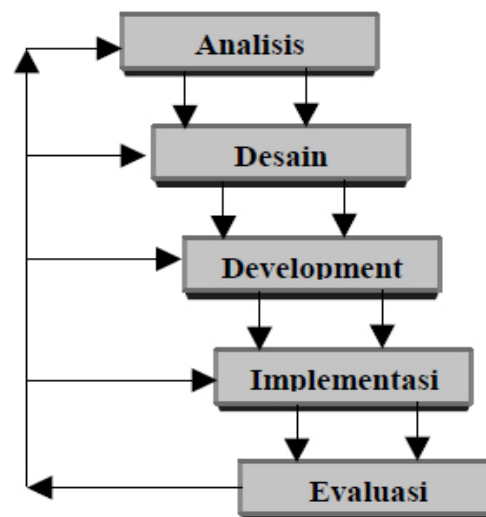 Analisis
Desain
Development
Implementasi
Evaluasi